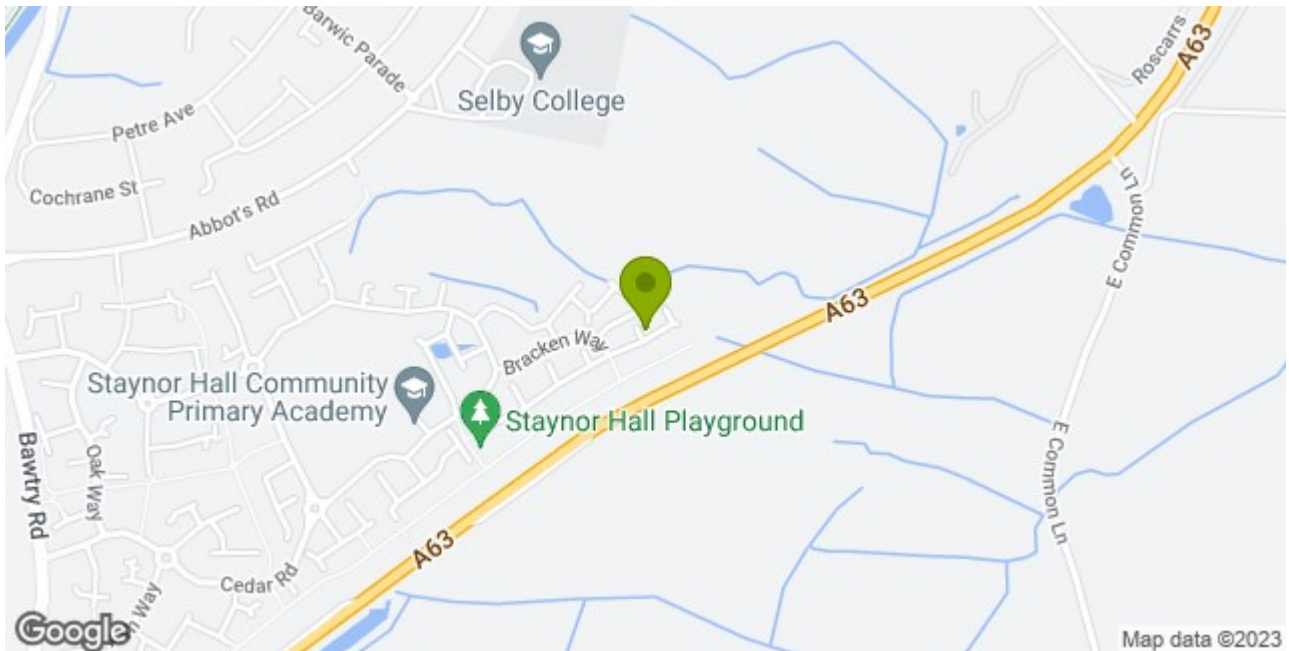 Barwic Parade
Selby College
Roscarrs
A63
Petre Ave
Cochrane St
Abbot's Rd
E Common Ln
A63
Bracken Wak
Staynor Hall Community
Primary Academy
Staynor Hall Playground
Bawtry Rd
Oak Way
E Common Ln
A63
Cedar Rd
Way
Google
Map data ©2023